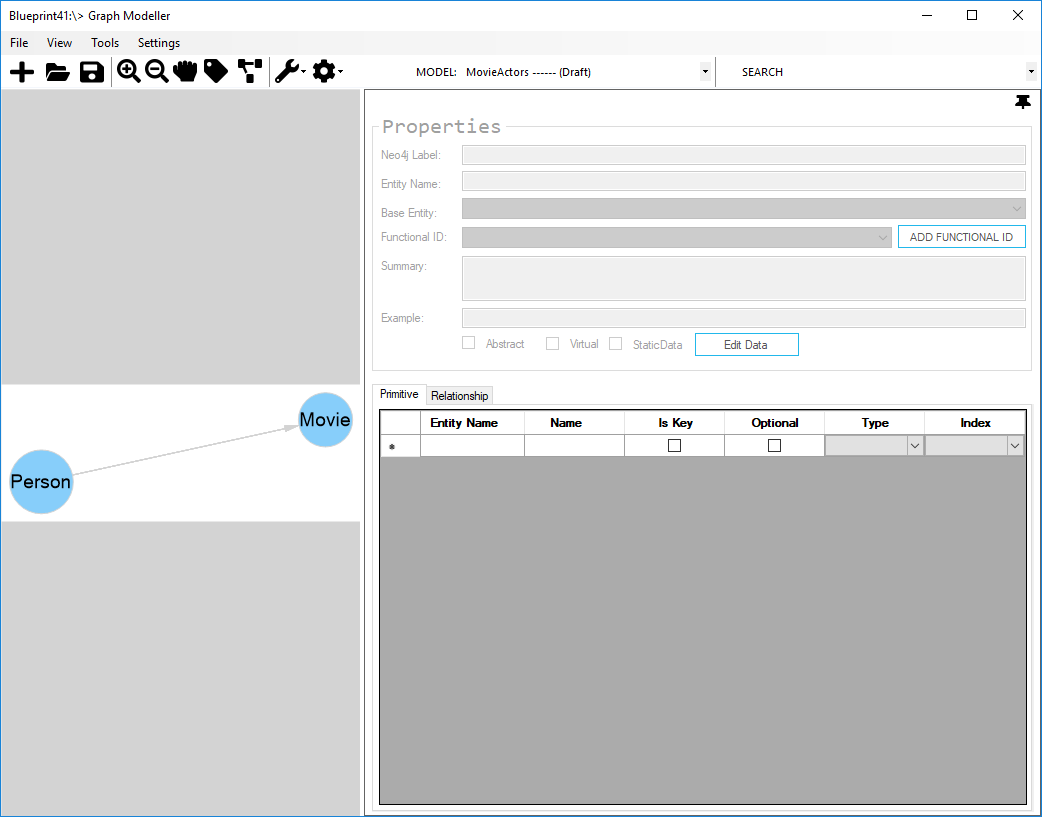 Blueprint41:\> Graph Modeller
File View Tools Settings
MODEL: MovieActors ------ (Draft) SEARCH
Movie
Person
Properties
Neo4j Label:
Entity Name:
Base Entity:
Functional ID: ADD FUNCTIONAL ID
Summary:
Example:
Abstract Virtual StaticData Edit Data
Primitive Relationship
Entity Name Name Is Key Optional Type Index
*